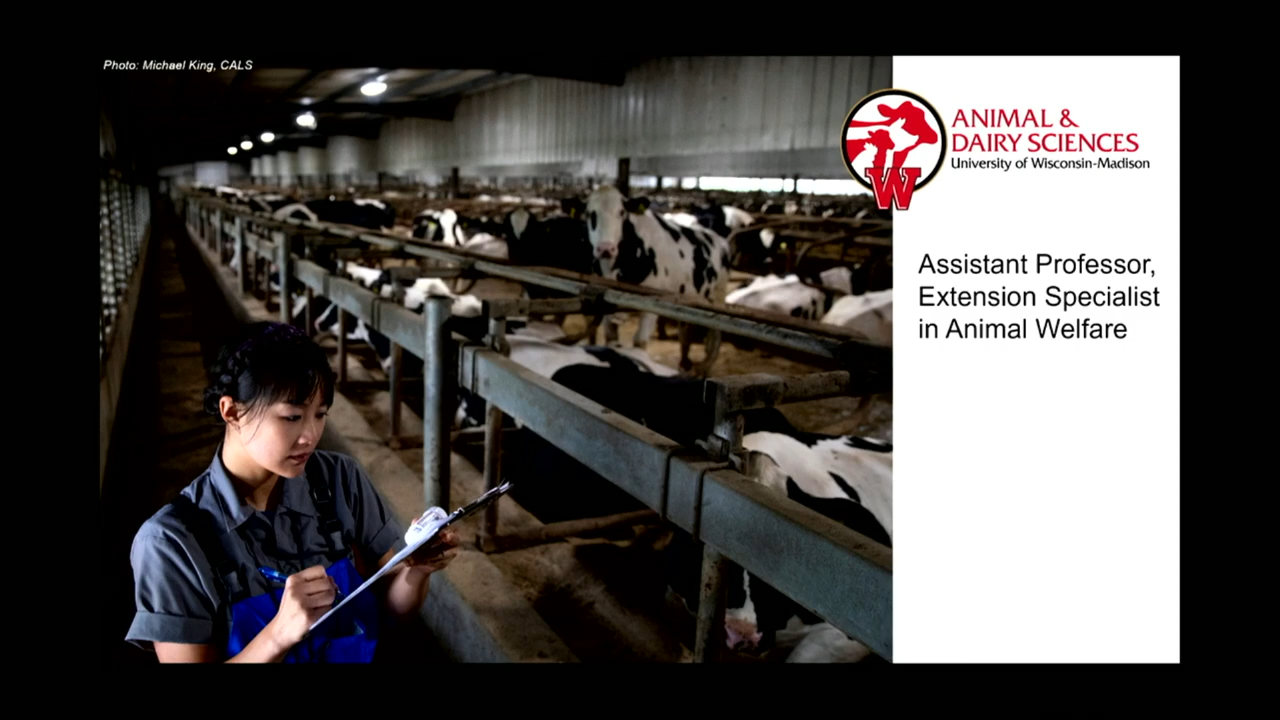 Photo: Michael King, CALS
ANIMAL &
DAIRY SCIENCES
University of Wisconsin-Madison
W
Assistant Professor,
Extension Specialist
in Animal Welfare